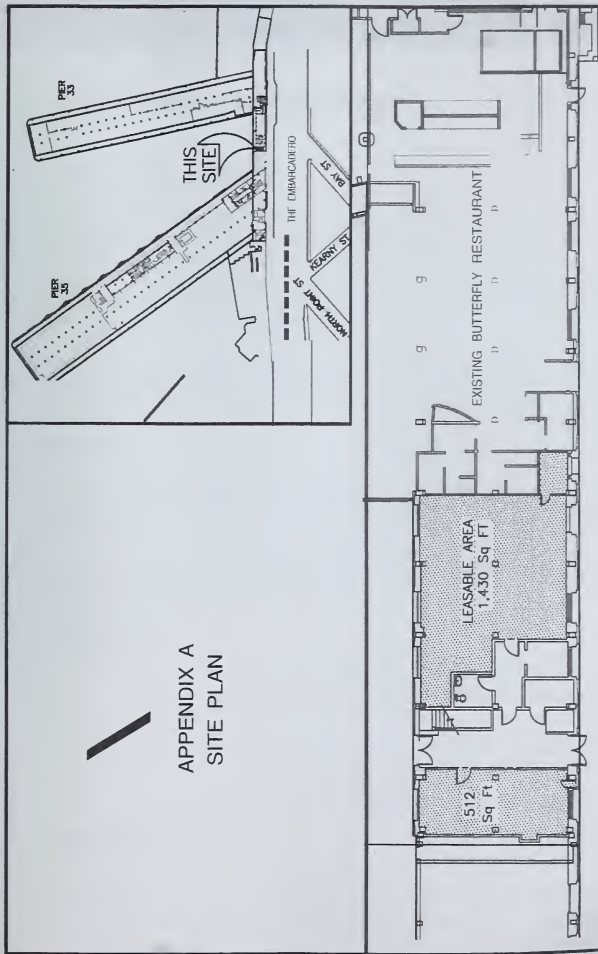 APPENDIX A
SITE PLAN
PIER
35
PIER
33
THIS
SITE
THE EMBARCADERO
NORTH POINT ST
KEARNY ST
BAY ST
512
Sq Ft
LEASABLE AREA
1,430 Sq FT
EXISTING BUTTERFLY RESTAURANT